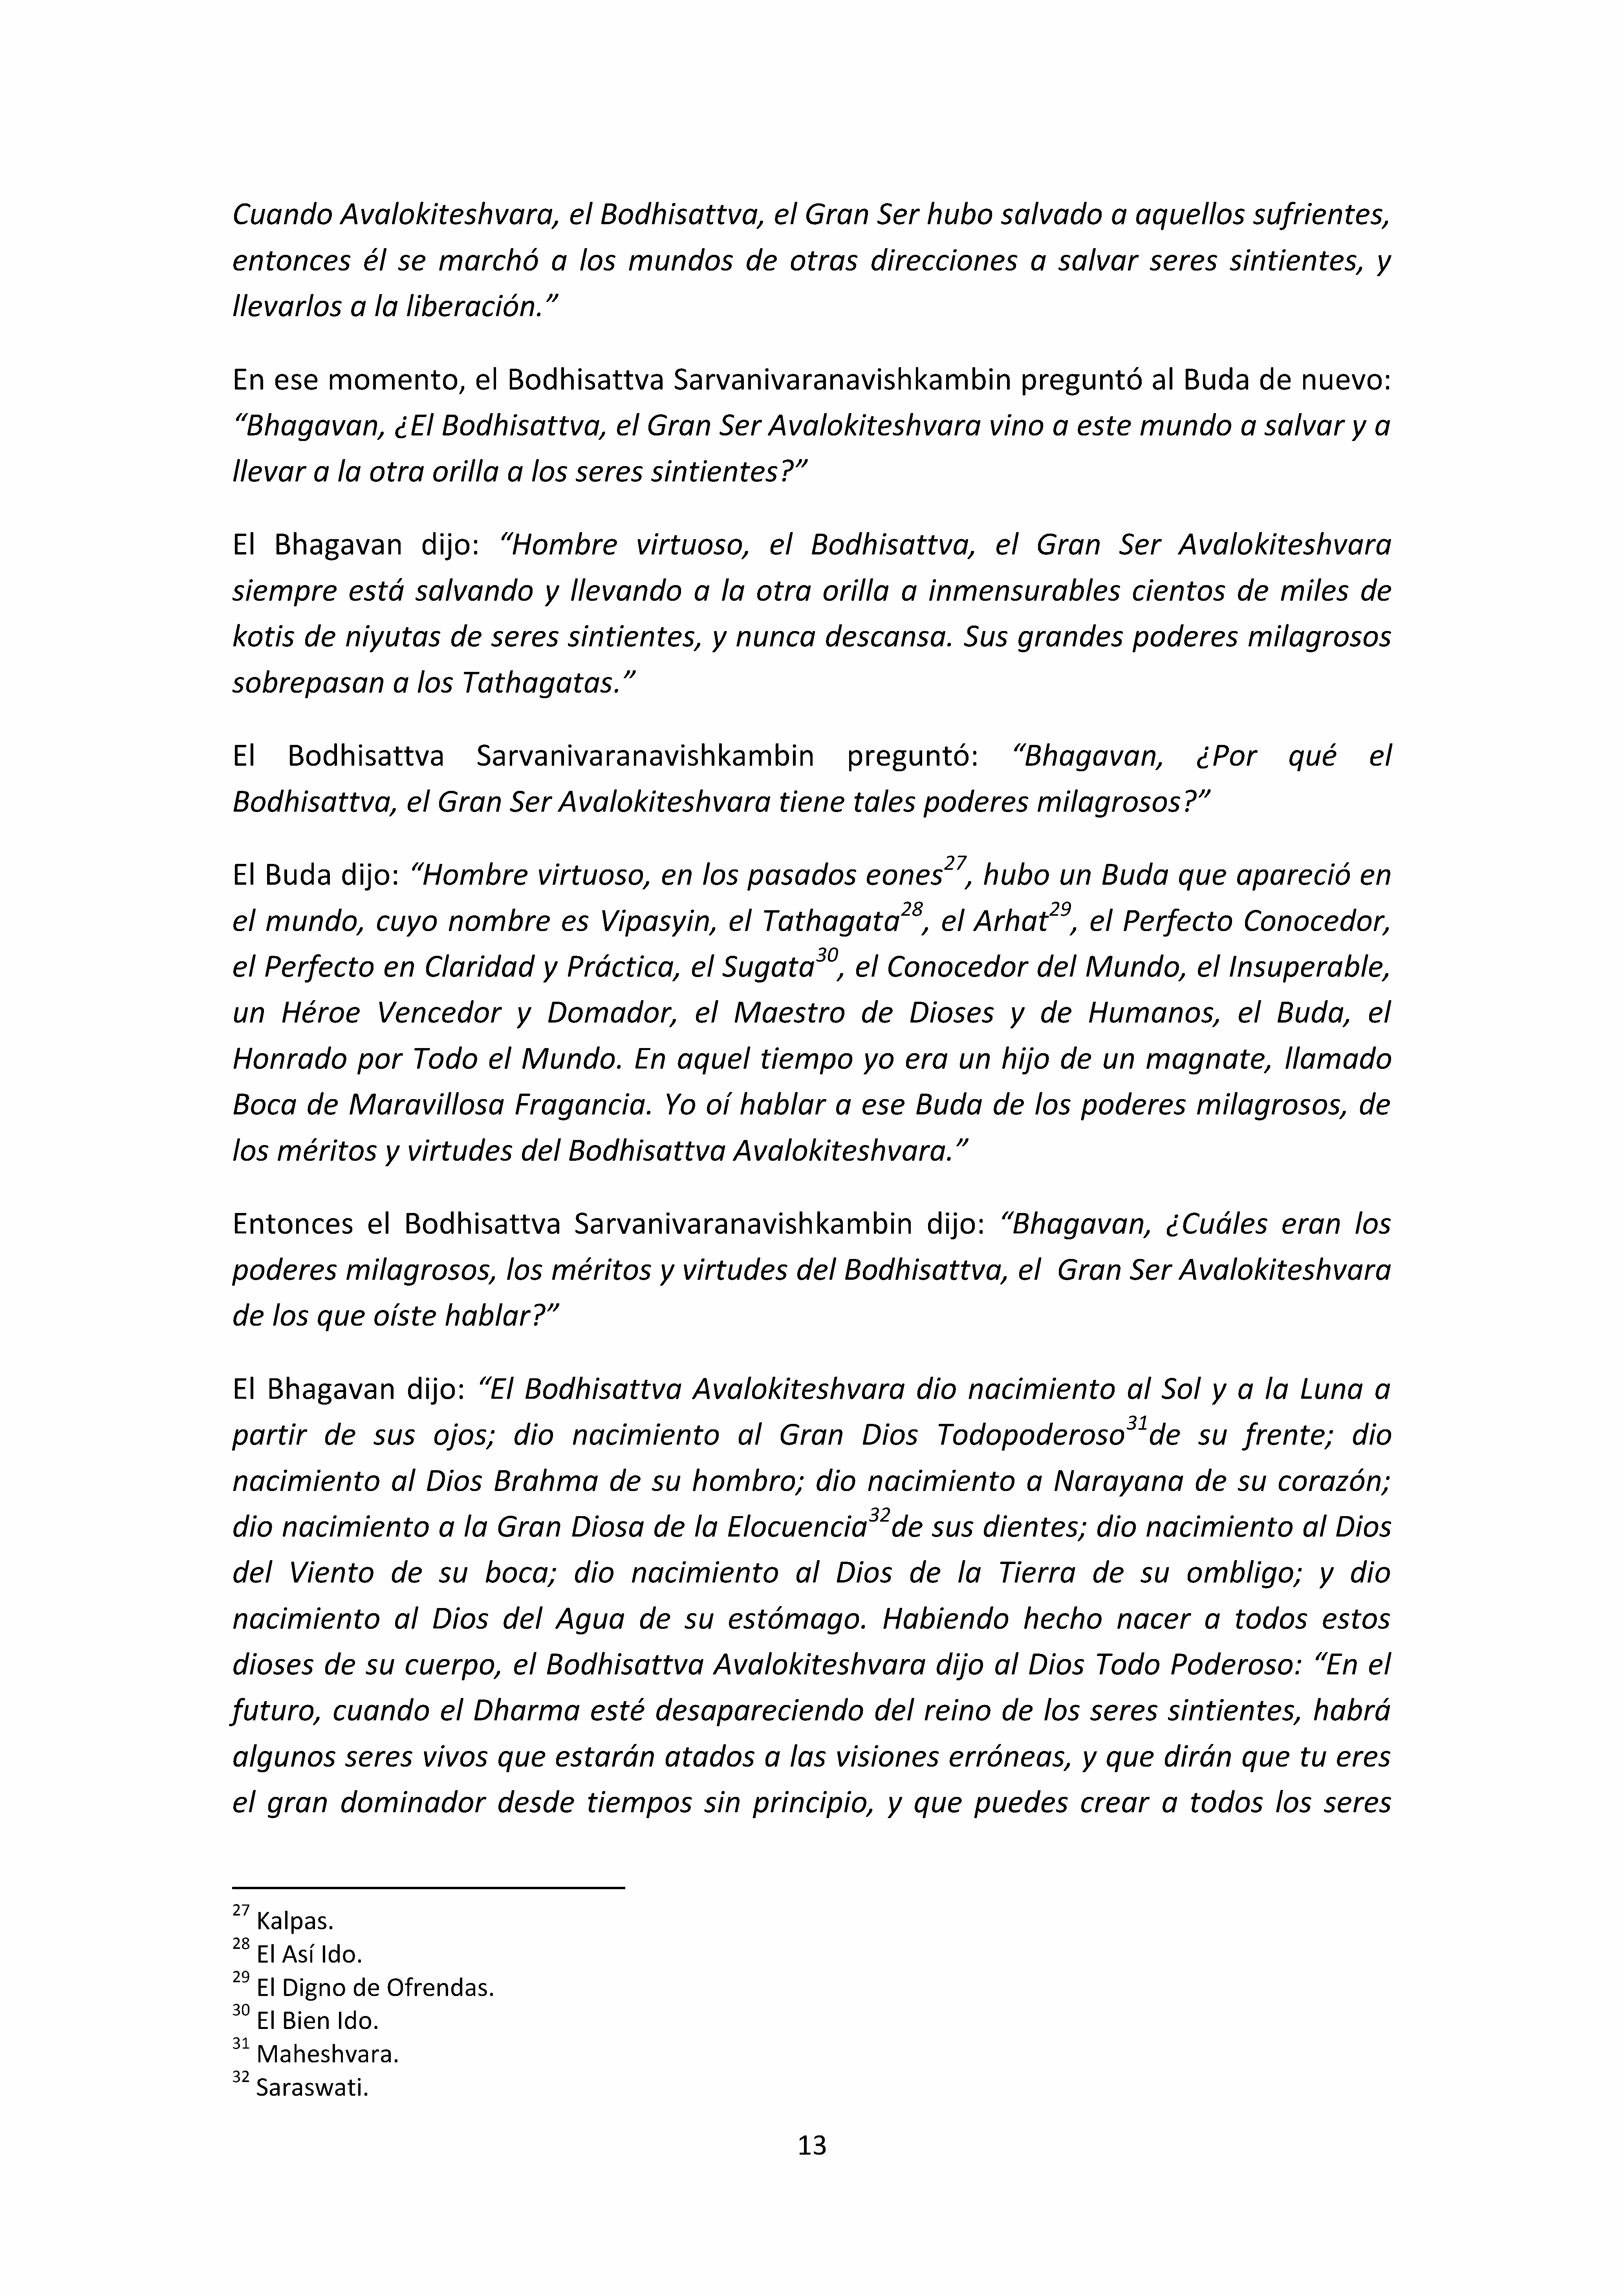 Cuando Avalokiteshvara, el Bodhisattva, el Gran Ser hubo salvado a aquellos sufrientes,
entonces él se marchó a los mundos de otras direcciones a salvar seres sintientes, y
llevarlos a la liberación.”
En ese momento, el Bodhisattva Sarvanivaranavishkambin preguntó al Buda de nuevo:
“Bhagavan, ¿El Bodhisattva, el Gran Ser Avalokiteshvara vino a este mundo a salvar y a
llevar a la otra orilla a los seres sintientes?”
El Bhagavan dijo: “Hombre virtuoso, el Bodhisattva, el Gran Ser Avalokiteshvara
siempre está salvando y llevando a la otra orilla a inmensurables cientos de miles de
kotis de niyutas de seres sintientes, y nunca descansa. Sus grandes poderes milagrosos
sobrepasan a los Tathagatas.”
El Bodhisattva Sarvanivaranavishkambin preguntó: “Bhagavan, ¿Por qué el
Bodhisattva, el Gran Ser Avalokiteshvara tiene tales poderes milagrosos?”
El Buda dijo: “Hombre virtuoso, en los pasados eones27, hubo un Buda que apareció en
el mundo, cuyo nombre es Vipasyin, el Tathagata28, el Arhat29, el Perfecto Conocedor,
el Perfecto en Claridad y Práctica, el Sugata30, el Conocedor del Mundo, el Insuperable,
un Héroe Vencedor y Domador, el Maestro de Dioses y de Humanos, el Buda, el
Honrado por Todo el Mundo. En aquel tiempo yo era un hijo de un magnate, llamado
Boca de Maravillosa Fragancia. Yo oí hablar a ese Buda de los poderes milagrosos, de
los méritos y virtudes del Bodhisattva Avalokiteshvara.”
Entonces el Bodhisattva Sarvanivaranavishkambin dijo: “Bhagavan, ¿Cuáles eran los
poderes milagrosos, los méritos y virtudes del Bodhisattva, el Gran Ser Avalokiteshvara
de los que oíste hablar?”
El Bhagavan dijo: “El Bodhisattva Avalokiteshvara dio nacimiento al Sol y a la Luna a
partir de sus ojos; dio nacimiento al Gran Dios Todopoderoso31de su frente; dio
nacimiento al Dios Brahma de su hombro; dio nacimiento a Narayana de su corazón;
dio nacimiento a la Gran Diosa de la Elocuencia32de sus dientes; dio nacimiento al Dios
del Viento de su boca; dio nacimiento al Dios de la Tierra de su ombligo; y dio
nacimiento al Dios del Agua de su estómago. Habiendo hecho nacer a todos estos
dioses de su cuerpo, el Bodhisattva Avalokiteshvara dijo al Dios Todo Poderoso: “En el
futuro, cuando el Dharma esté desapareciendo del reino de los seres sintientes, habrá
algunos seres vivos que estarán atados a las visiones erróneas, y que dirán que tu eres
el gran dominador desde tiempos sin principio, y que puedes crear a todos los seres
27 Kalpas.
28 El Así Ido.
29 El Digno de Ofrendas.
30 El Bien Ido.
31 Maheshvara.
32 Saraswati.
13